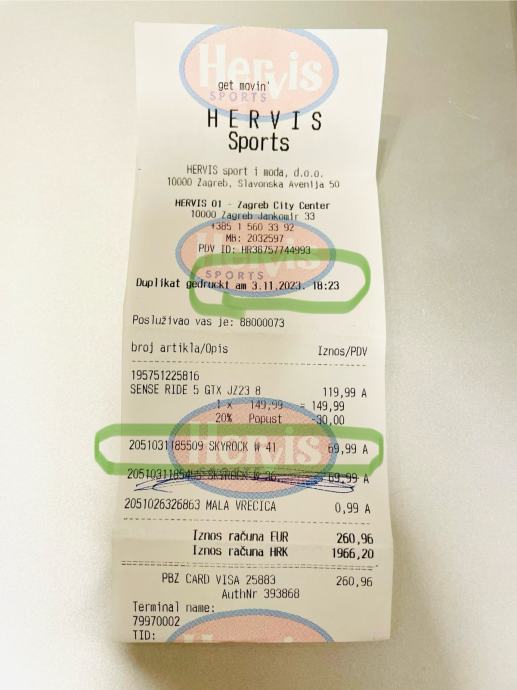 Hervis
get movin'
SPORTS
HERVIS
Sports
HERVIS sport i moda, d.o.o.
10000 Zagreb, Slavonska Avenija 50
HERVIS 01 - Zagreb City Center
10000 Zagreb Jankomir 33
+385 1 560 33 92
MB: 2032597
PDV ID: HR36757744993
SPORTS
Duplikat gedruckt am 3.11.2023. 18:23
Posluživao vas je: 88000073
broj artikla/Opis Iznos/PDV
195751225816
SENSE RIDE 5 GTX JZ23 8 119,99 A
1 x 149,99 = 149,99
20% Popust -30,00
2051031185509 SKYROCK W 41 69,99 A
SKYROCK W 36 69,99 A
2051026326863 MALA VRECICA 0,99 A
Iznos računa EUR 260,96
Iznos računa HRK 1966,20
PBZ CARD VISA 25883 260,96
AuthNr 393868
Terminal name:
79970002
TID: